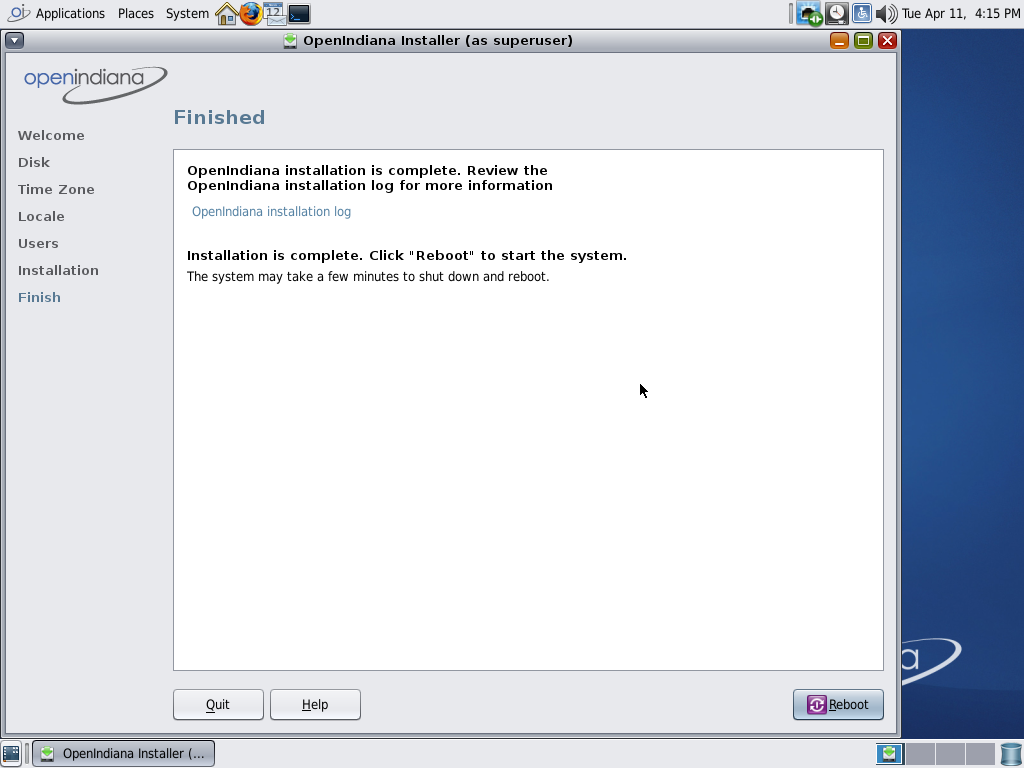 Applications Places System 12 Tue Apr 11, 4:15 PM
OpenIndiana Installer (as superuser)
openindiana
Finished
Welcome
Disk
Time Zone
Locale
Users
Installation
Finish
OpenIndiana installation is complete. Review the
OpenIndiana installation log for more information
OpenIndiana installation log
Installation is complete. Click "Reboot" to start the system.
The system may take a few minutes to shut down and reboot.
a
Quit Help Reboot
OpenIndiana Installer (...